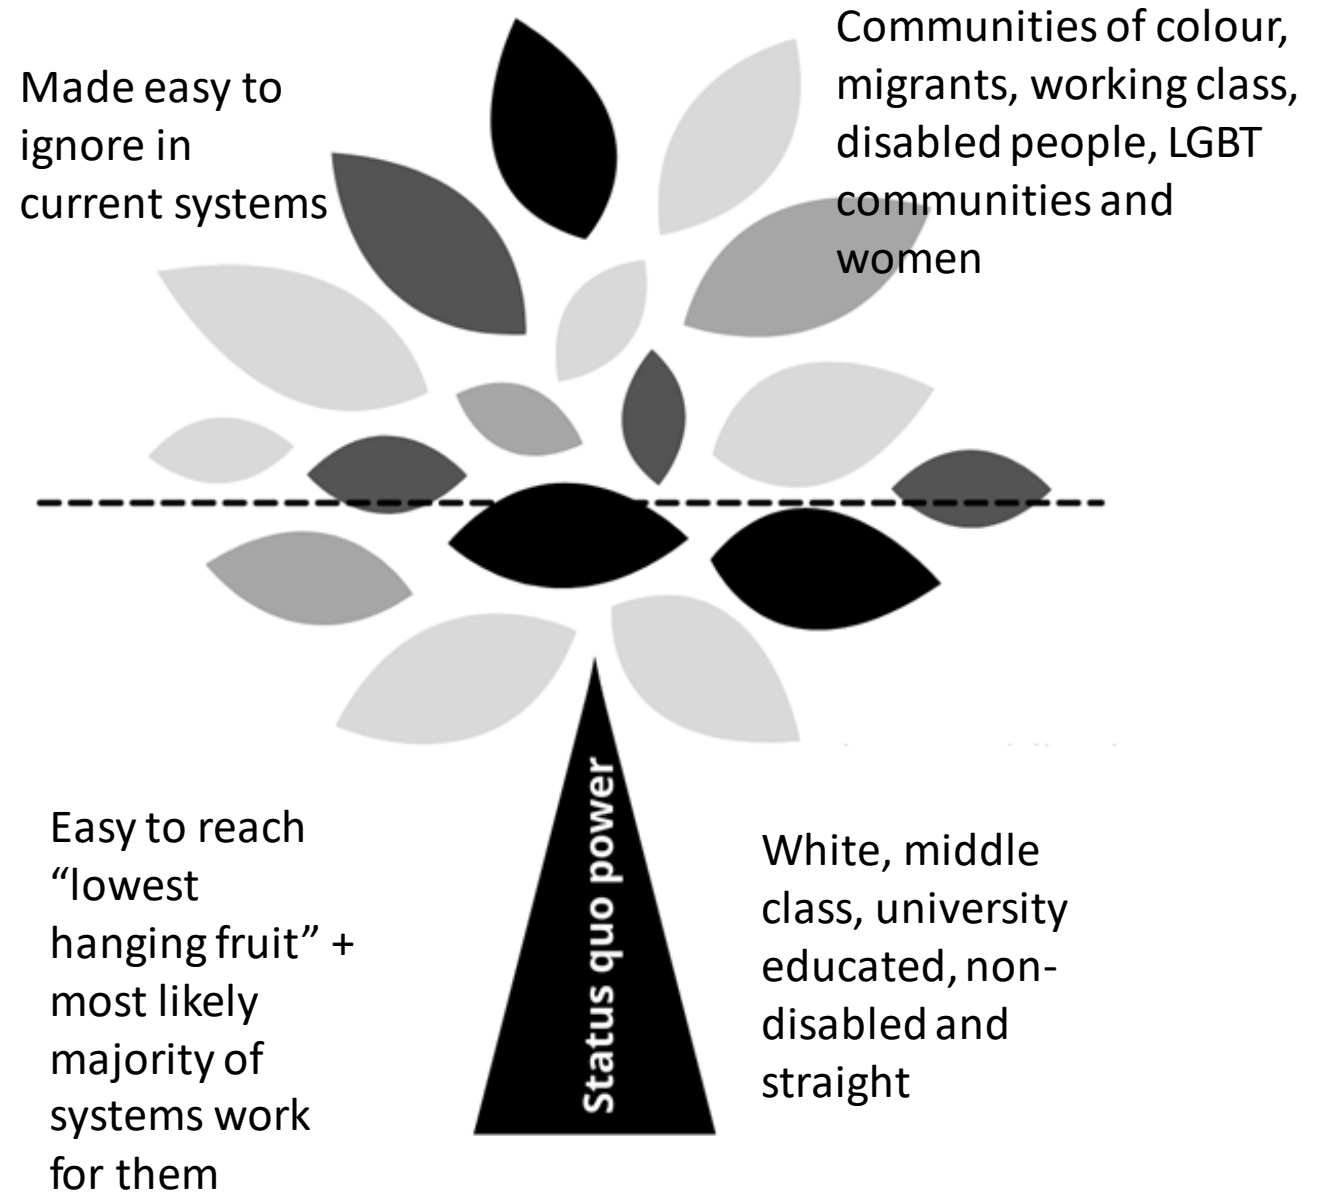 Made easy to
ignore in
current systems
Communities of colour,
migrants, working class,
disabled people, LGBT
communities and
women
Status quo power
Easy to reach
“lowest
hanging fruit” +
most likely
majority of
systems work
for them
White, middle
class, university
educated, non-
disabled and
straight